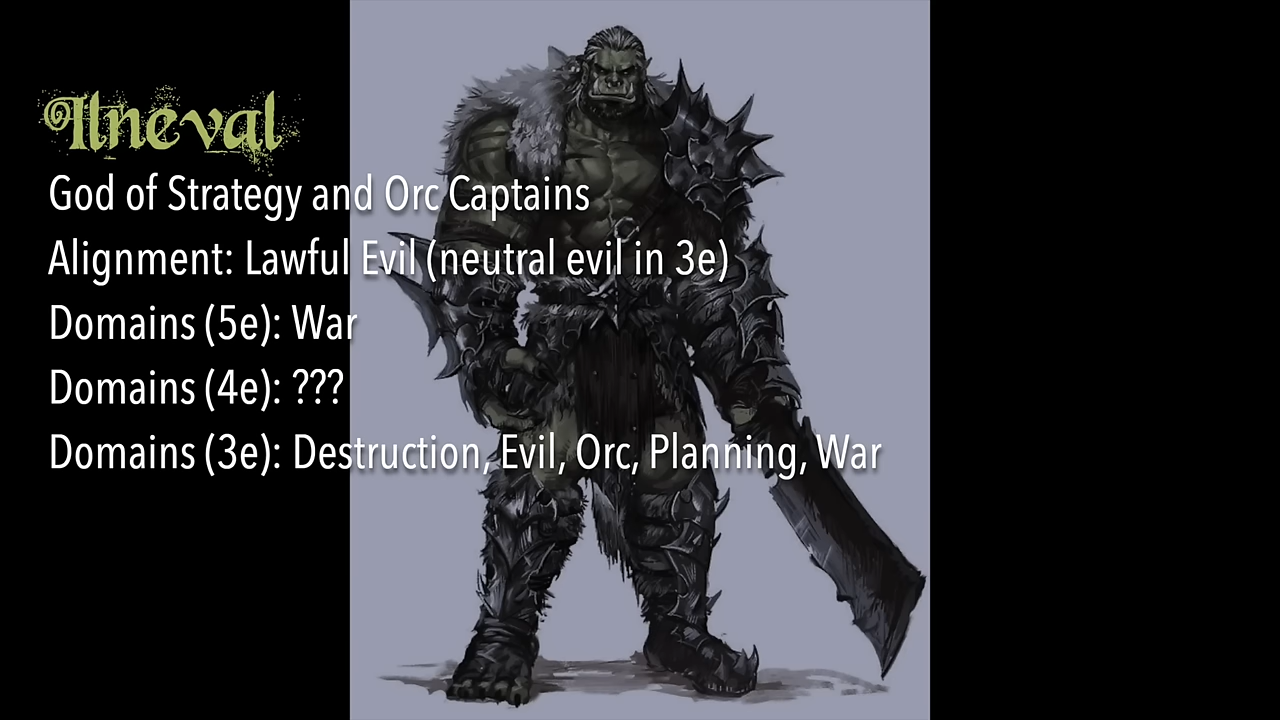 Ilneval
God of Strategy and Orc Captains
Alignment: Lawful Evil (neutral evil in 3e)
Domains (5e): War
Domains (4e): ???
Domains (3e): Destruction, Evil, Orc, Planning, War